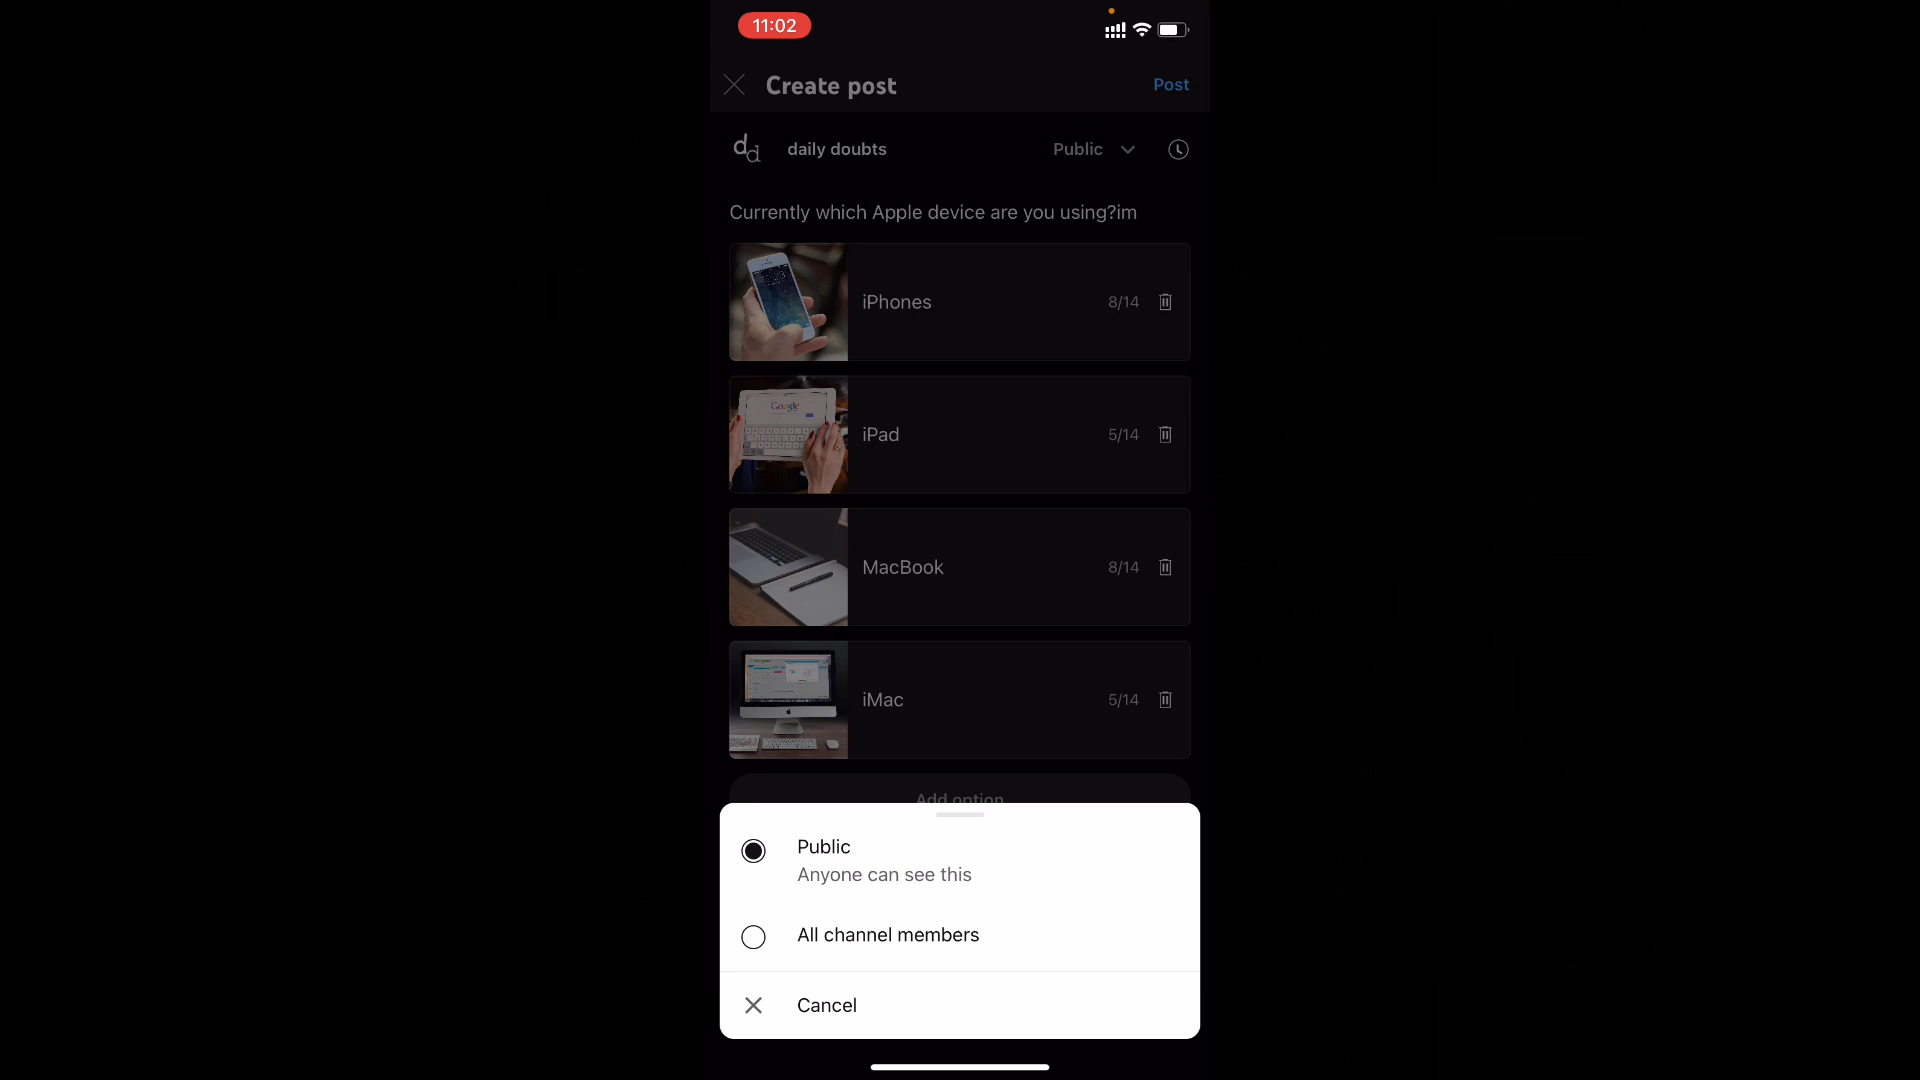 11:02
Create post
Post
dd
daily doubts
Public
Currently which Apple device are you using?im
iPhones
8/14
Google
iPad
5/14
MacBook
8/14
iMac
5/14
Add option
Public
Anyone can see this
All channel members
Cancel